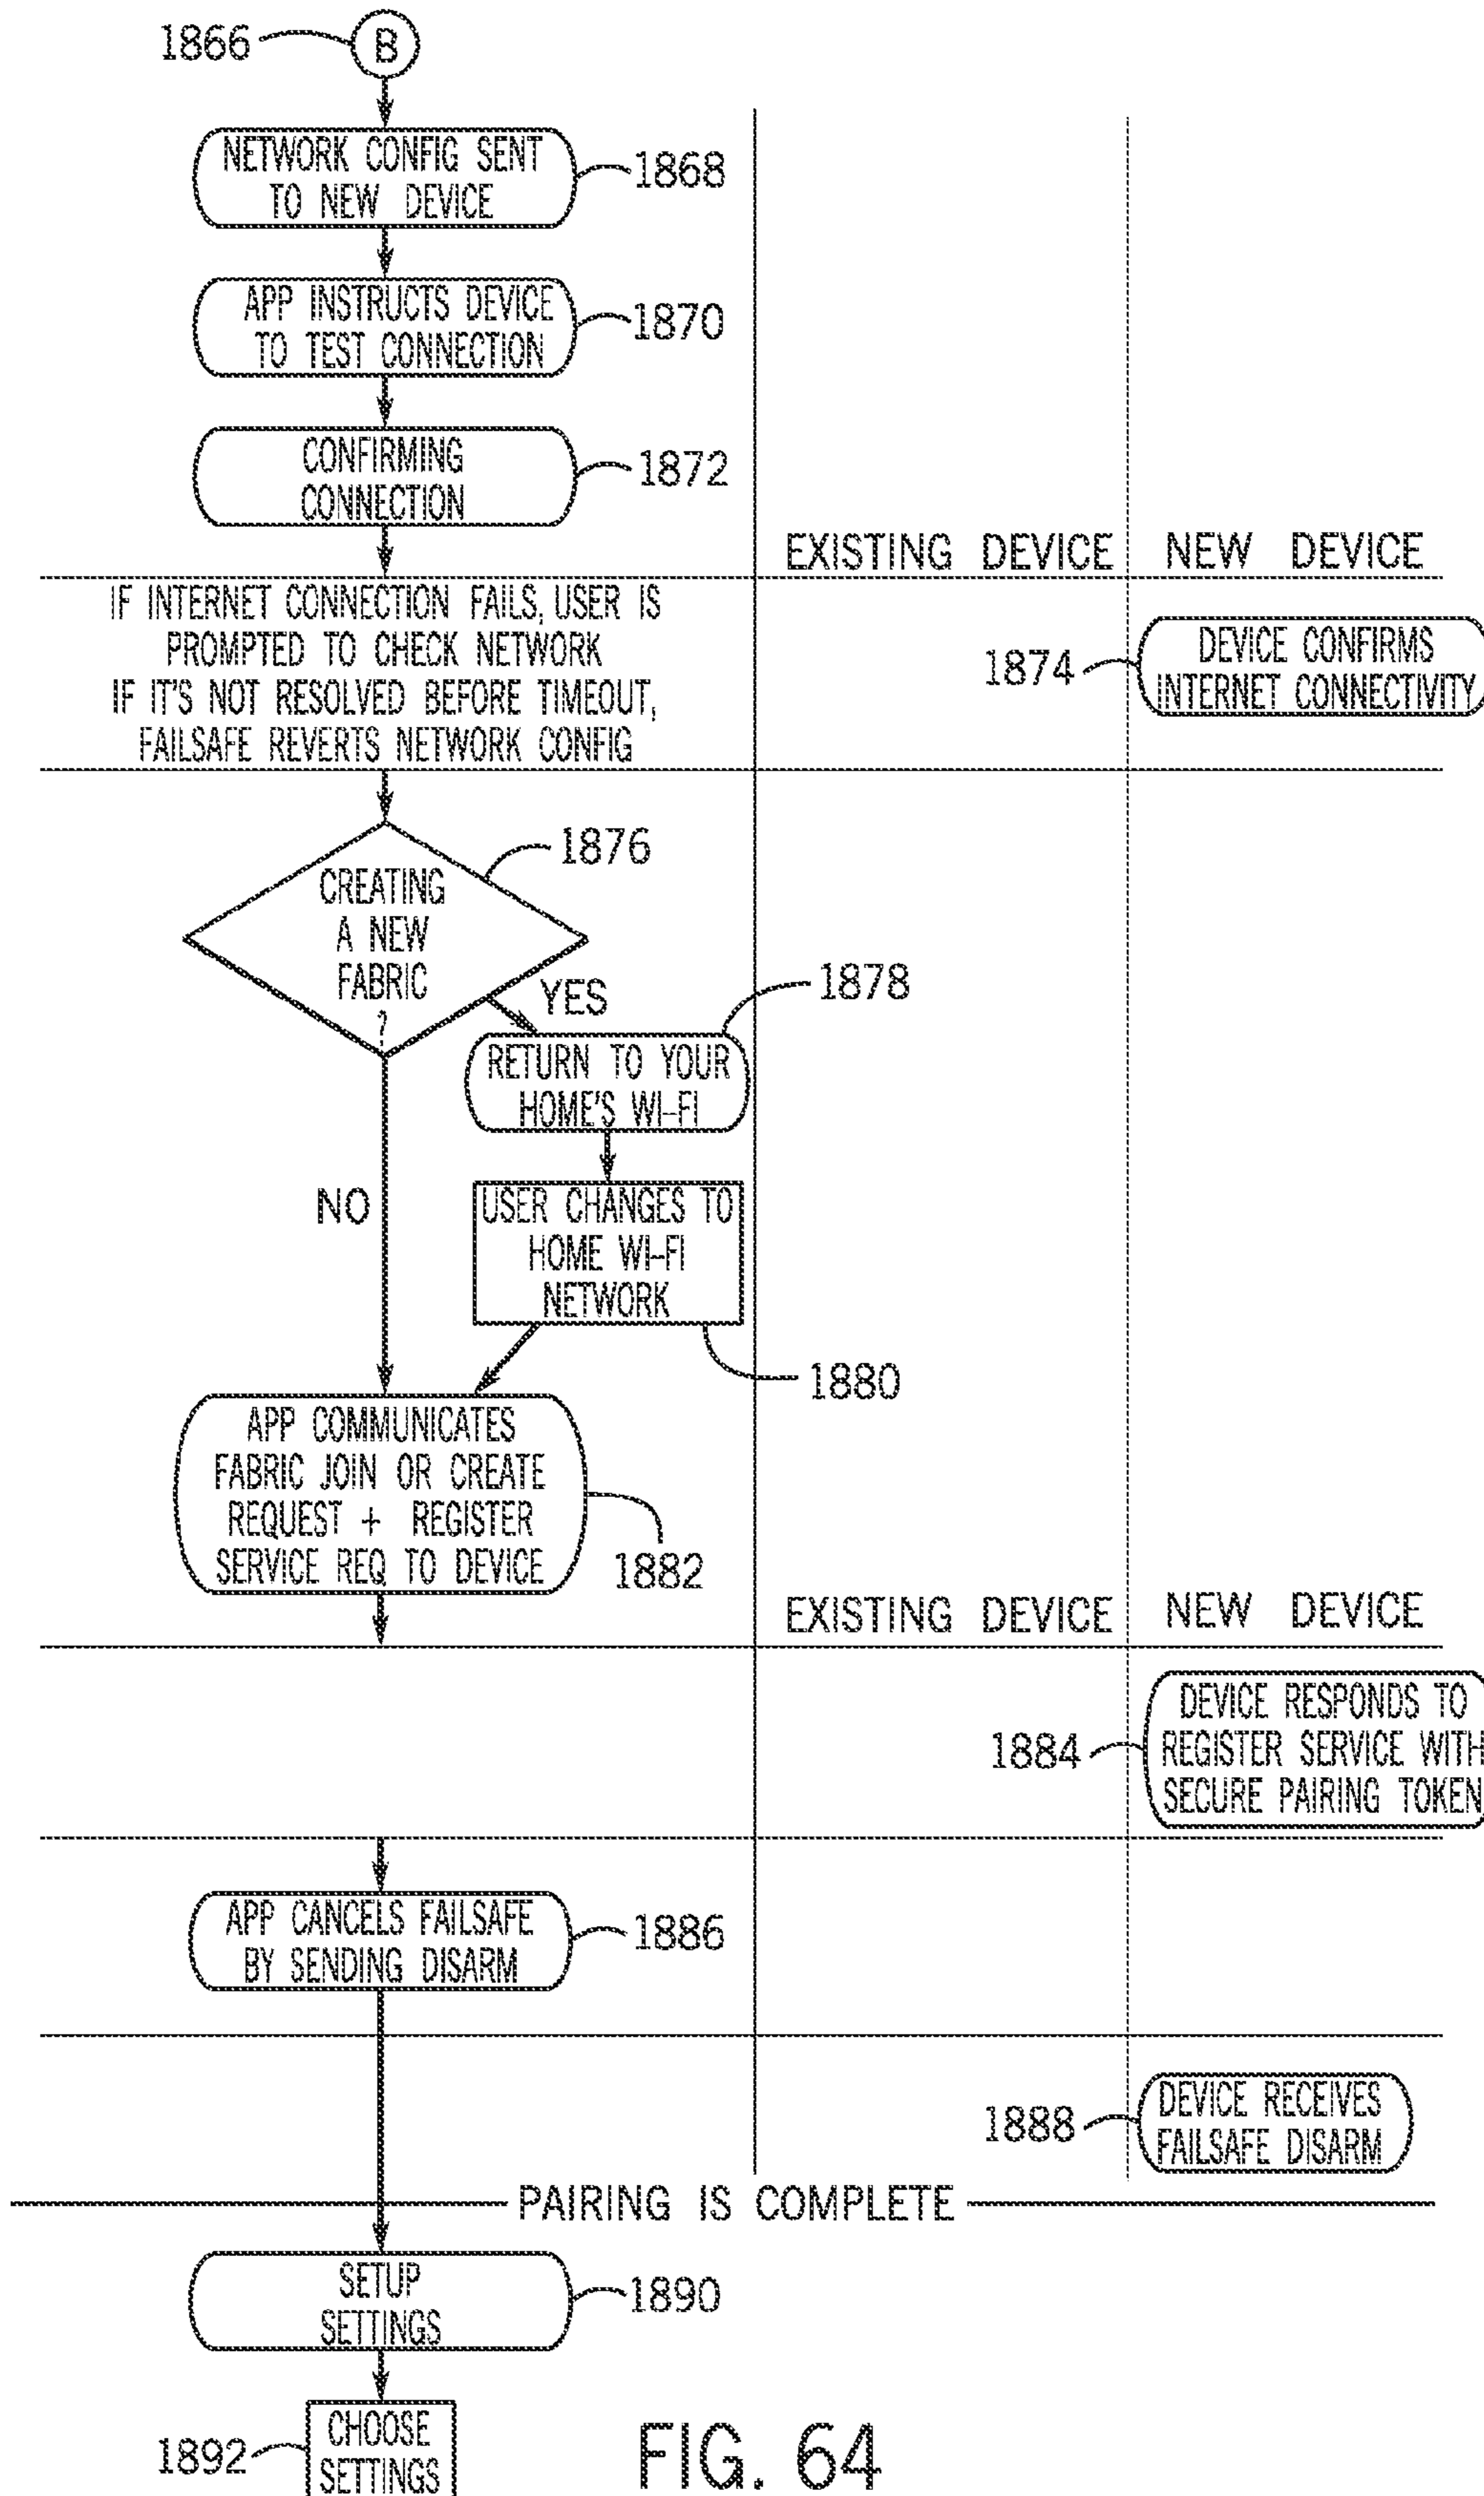 1866
B
NETWORK CONFIG SENT
TO NEW DEVICE
1868
APP INSTRUCTS DEVICE
TO TEST CONNECTION
1870
CONFIRMING
CONNECTION
1872
EXISTING DEVICE
NEW DEVICE
IF INTERNET CONNECTION FAILS, USER IS
PROMPTED TO CHECK NETWORK
IF IT'S NOT RESOLVED BEFORE TIMEOUT,
FAILSAFE REVERTS NETWORK CONFIG
1874
DEVICE CONFIRMS
INTERNET CONNECTIVITY
1876
CREATING
A NEW
FABRIC
?
YES
1878
RETURN TO YOUR
HOME'S WI-FI
NO
USER CHANGES TO
HOME WI-FI
NETWORK
1880
APP COMMUNICATES
FABRIC JOIN OR CREATE
REQUEST + REGISTER
SERVICE REQ TO DEVICE
1882
EXISTING DEVICE
NEW DEVICE
1884
DEVICE RESPONDS TO
REGISTER SERVICE WITH
SECURE PAIRING TOKEN
APP CANCELS FAILSAFE
BY SENDING DISARM
1886
1888
DEVICE RECEIVES
FAILSAFE DISARM
PAIRING IS COMPLETE
SETUP
SETTINGS
1890
1892
CHOOSE
SETTINGS
FIG. 64